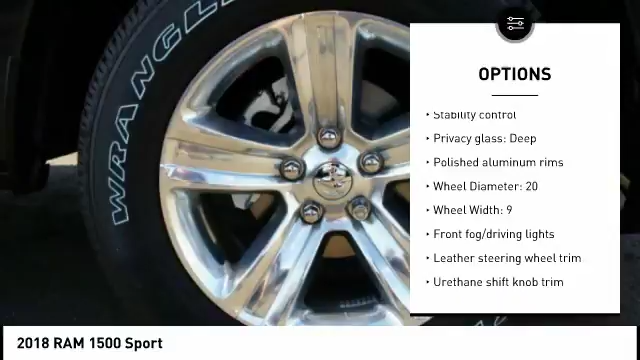 WRANGL
OPTIONS
• Stability control
• Privacy glass: Deep
• Polished aluminum rims
• Wheel Diameter: 20
• Wheel Width: 9
• Front fog/driving lights
• Leather steering wheel trim
• Urethane shift knob trim
2018 RAM 1500 Sport